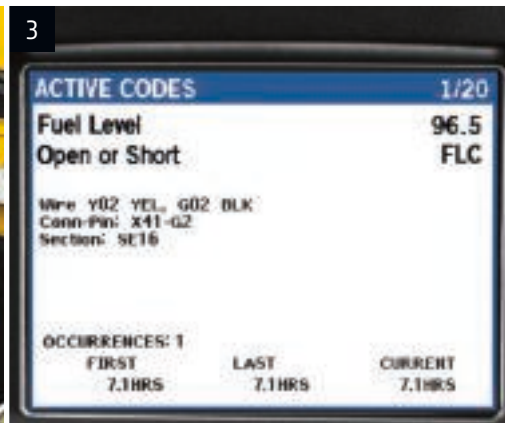 3
ACTIVE CODES 1/20
Fuel Level 96.5
Open or Short FLC
Wire Y02 YEL, G02 BLK
Conn-Pin: X41-G2
Section: SE16
OCCURRENCES: 1
FIRST LAST CURRENT
7.1HRS 7.1HRS 7.1HRS